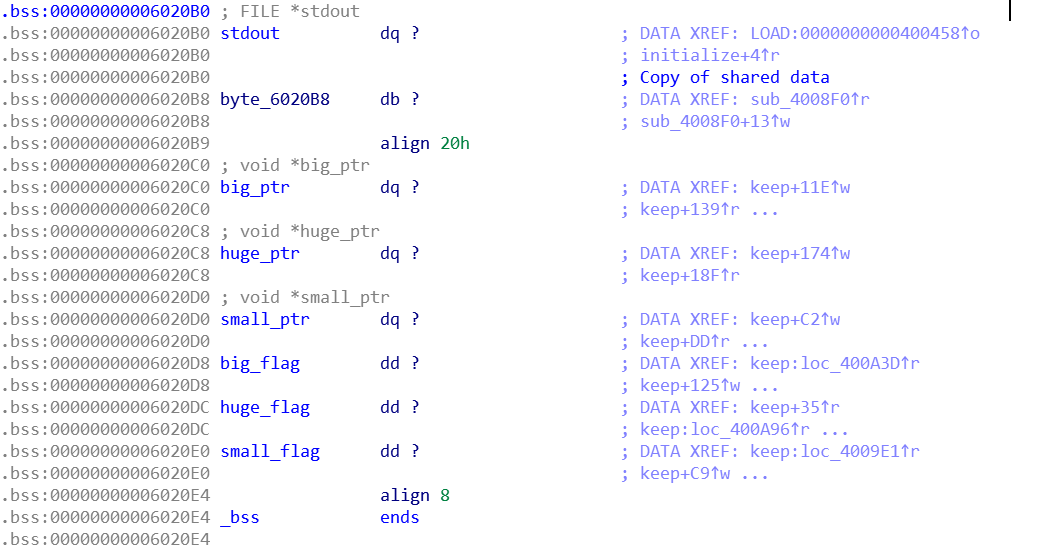 .bss:00000000006020B0 ; FILE *stdout
.bss:00000000006020B0 stdout dq ? ; DATA XREF: LOAD:0000000000400458↑o
.bss:00000000006020B0 ; initialize+4↑r
.bss:00000000006020B0 ; Copy of shared data
.bss:00000000006020B8 byte_6020B8 db ? ; DATA XREF: sub_4008F0↑r
.bss:00000000006020B8 ; sub_4008F0+13↑w
.bss:00000000006020B9 align 20h
.bss:00000000006020C0 ; void *big_ptr
.bss:00000000006020C0 big_ptr dq ? ; DATA XREF: keep+11E↑w
.bss:00000000006020C0 ; keep+139↑r ...
.bss:00000000006020C8 ; void *huge_ptr
.bss:00000000006020C8 huge_ptr dq ? ; DATA XREF: keep+174↑w
.bss:00000000006020C8 ; keep+18F↑r
.bss:00000000006020D0 ; void *small_ptr
.bss:00000000006020D0 small_ptr dq ? ; DATA XREF: keep+C2↑w
.bss:00000000006020D0 ; keep+DD↑r ...
.bss:00000000006020D8 big_flag dd ? ; DATA XREF: keep:loc_400A3D↑r
.bss:00000000006020D8 ; keep+125↑w ...
.bss:00000000006020DC huge_flag dd ? ; DATA XREF: keep+35↑r
.bss:00000000006020DC ; keep:loc_400A96↑r ...
.bss:00000000006020E0 small_flag dd ? ; DATA XREF: keep:loc_4009E1↑r
.bss:00000000006020E0 ; keep+C9↑w ...
.bss:00000000006020E4 align 8
.bss:00000000006020E4 _bss ends
.bss:00000000006020E4